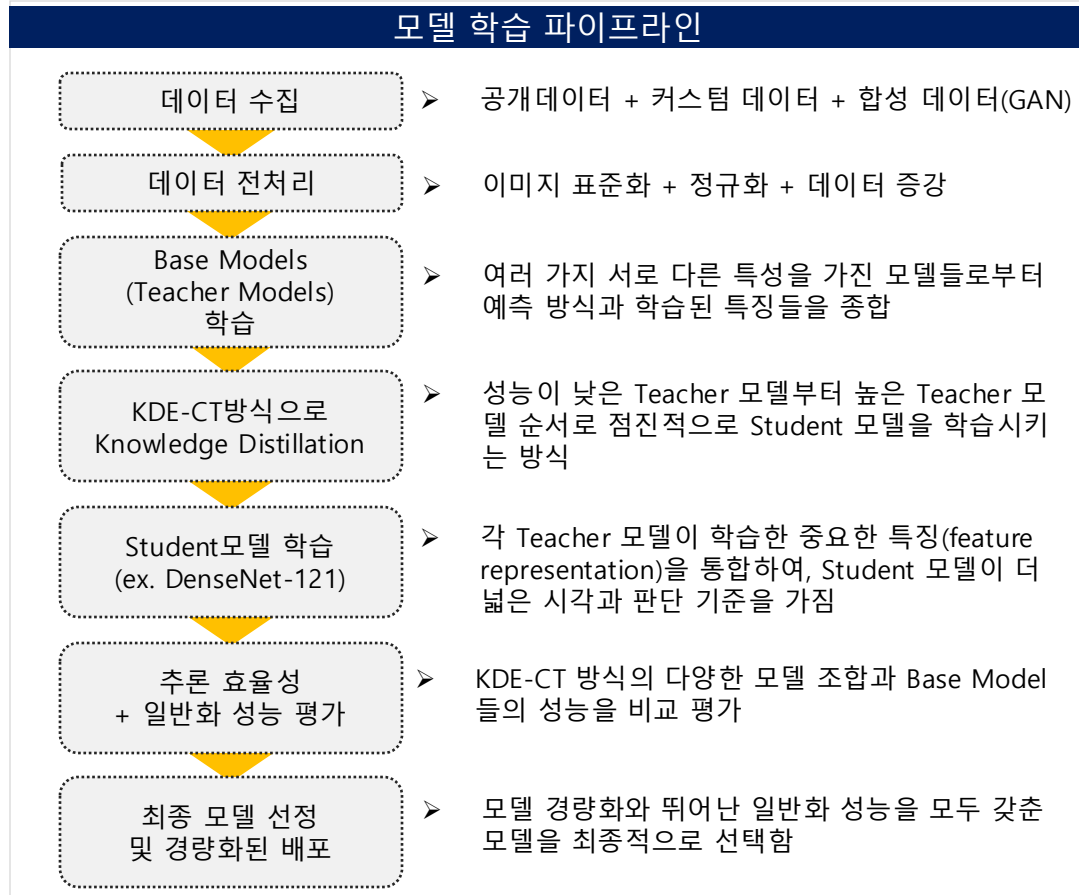 모델 학습 파이프라인
데이터 수집
➢ 공개데이터 + 커스텀 데이터 + 합성 데이터(GAN)
데이터 전처리
➢ 이미지 표준화 + 정규화 + 데이터 증강
Base Models
(Teacher Models)
학습
➢ 여러 가지 서로 다른 특성을 가진 모델들로부터
예측 방식과 학습된 특징들을 종합
KDE-CT방식으로
Knowledge Distillation
➢ 성능이 낮은 Teacher 모델부터 높은 Teacher 모
델 순서로 점진적으로 Student 모델을 학습시키
는 방식
Student모델 학습
(ex. DenseNet-121)
➢ 각 Teacher 모델이 학습한 중요한 특징(feature
representation)을 통합하여, Student 모델이 더
넓은 시각과 판단 기준을 가짐
추론 효율성
+ 일반화 성능 평가
➢ KDE-CT 방식의 다양한 모델 조합과 Base Model
들의 성능을 비교 평가
최종 모델 선정
및 경량화된 배포
➢ 모델 경량화와 뛰어난 일반화 성능을 모두 갖춘
모델을 최종적으로 선택함